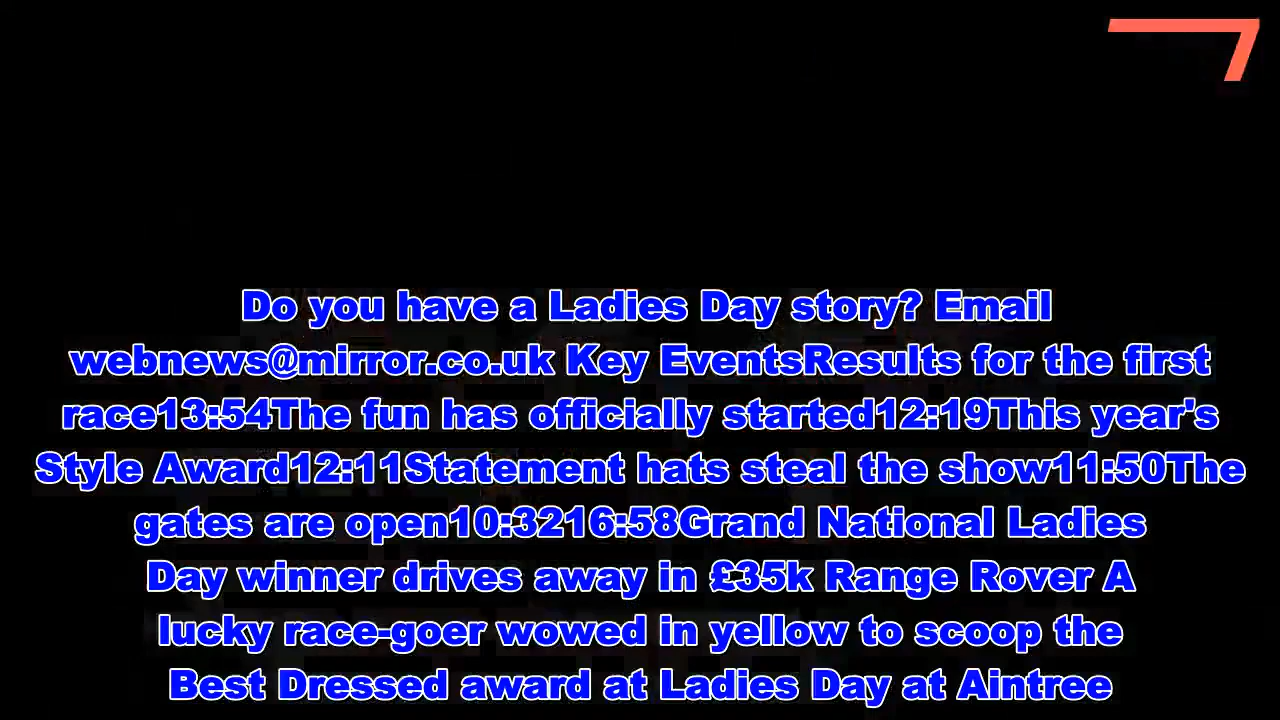 Do you have a Ladies Day story? Email
webnews@mirror.co.uk Key EventsResults for the first
race13:54The fun has officially started12:19This year's
Style Award12:11Statement hats steal the show11:50The
gates are open10:3216:58Grand National Ladies
Day winner drives away in £35k Range Rover A
lucky race-goer wowed in yellow to scoop the
Best Dressed award at Ladies Day at Aintree